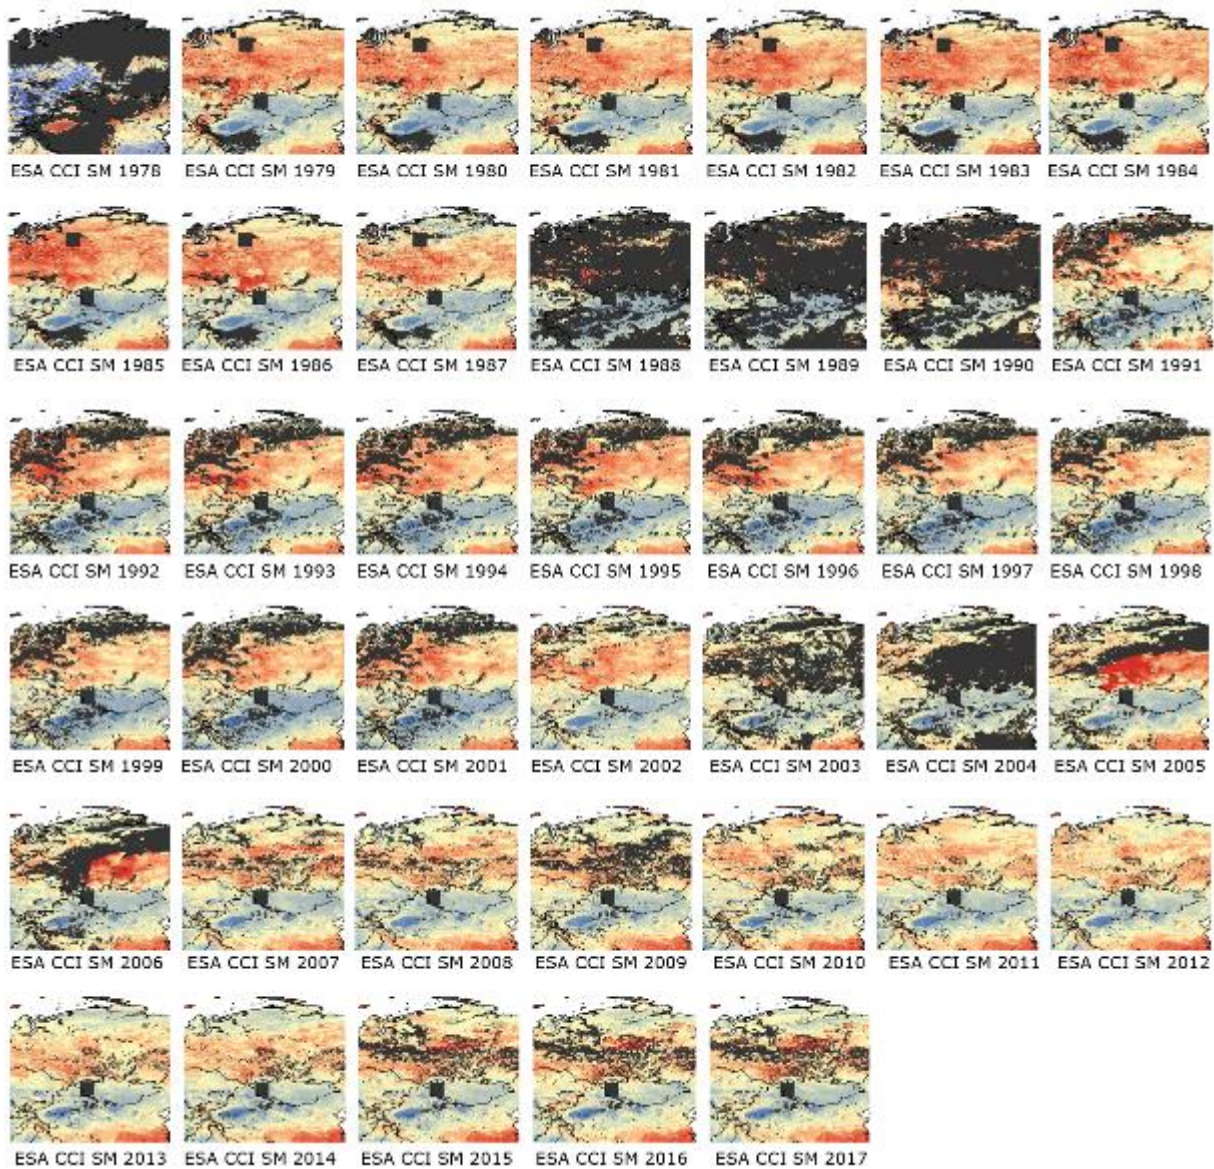 ESA CCI SM 1978 ESA CCI SM 1979 ESA CCI SM 1980 ESA CCI SM 1981 ESA CCI SM 1982 ESA CCI SM 1983 ESA CCI SM 1984
ESA CCI SM 1985 ESA CCI SM 1986 ESA CCI SM 1987 ESA CCI SM 1988 ESA CCI SM 1989 ESA CCI SM 1990 ESA CCI SM 1991
ESA CCI SM 1992 ESA CCI SM 1993 ESA CCI SM 1994 ESA CCI SM 1995 ESA CCI SM 1996 ESA CCI SM 1997 ESA CCI SM 1998
ESA CCI SM 1999 ESA CCI SM 2000 ESA CCI SM 2001 ESA CCI SM 2002 ESA CCI SM 2003 ESA CCI SM 2004 ESA CCI SM 2005
ESA CCI SM 2006 ESA CCI SM 2007 ESA CCI SM 2008 ESA CCI SM 2009 ESA CCI SM 2010 ESA CCI SM 2011 ESA CCI SM 2012
ESA CCI SM 2013 ESA CCI SM 2014 ESA CCI SM 2015 ESA CCI SM 2016 ESA CCI SM 2017